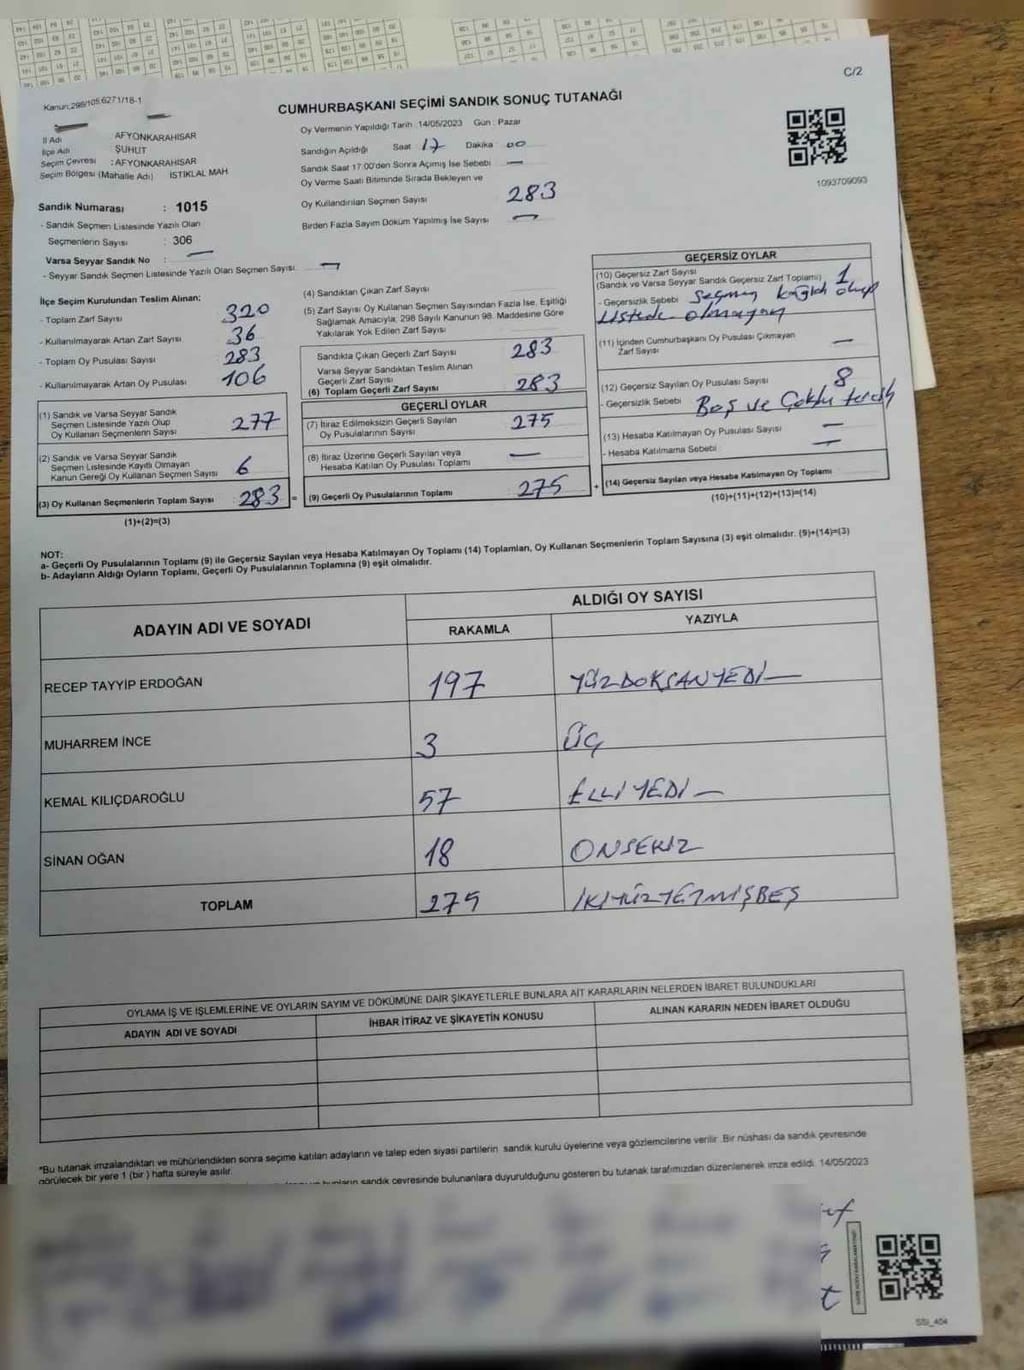 C/2
Kanun:298/105,6271/18-1
CUMHURBAŞKANI SEÇİMİ SANDIK SONUÇ TUTANAĞI
İl Adı AFYONKARAHİSAR
İlçe Adı ŞUHUT
Seçim Çevresi : AFYONKARAHİSAR
Seçim Bölgesi (Mahalle Adı) İSTİKLAL MAH
Oy Vermenin Yapıldığı Tarih : 14/05/2023 Gün : Pazar
Sandığın Açıldığı Saat 17 Dakika 00
Sandık Saat 17:00'den Sonra Açımış İse Sebebi —
Oy Verme Saati Bitiminde Sırada Bekleyen ve
Oy Kullandırılan Seçmen Sayısı 283
Birden Fazla Sayım Döküm Yapılmış İse Sayısı —
1093709093
Sandık Numarası : 1015
- Sandık Seçmen Listesinde Yazılı Olan
Seçmenlerin Sayısı : 306
Varsa Seyyar Sandık No : —
- Seyyar Sandık Seçmen Listesinde Yazılı Olan Seçmen Sayısı: —
İlçe Seçim Kurulundan Teslim Alınan:
- Toplam Zarf Sayısı 320
- Kullanılmayarak Artan Zarf Sayısı 36
- Toplam Oy Pusulası Sayısı 283
- Kullanılmayarak Artan Oy Pusulası 106
(1) Sandık ve Varsa Seyyar Sandık
Seçmen Listesinde Yazılı Olup
Oy Kullanan Seçmenlerin Sayısı 277
(2) Sandık ve Varsa Seyyar Sandık
Seçmen Listesinde Kayıtlı Olmayan
Kanun Gereği Oy Kullanan Seçmen Sayısı 6
(3) Oy Kullanan Seçmenlerin Toplam Sayısı : 283 =
(1)+(2)=(3)
(4) Sandıktan Çıkan Zarf Sayısı
(5) Zarf Sayısı Oy Kullanan Seçmen Sayısından Fazla İse, Eşitliği
Sağlamak Amacıyla; 298 Sayılı Kanunun 98. Maddesine Göre
Yakılarak Yok Edilen Zarf Sayısı
Sandıkta Çıkan Geçerli Zarf Sayısı 283
Varsa Seyyar Sandıktan Teslim Alınan
Geçerli Zarf Sayısı
(6) Toplam Geçerli Zarf Sayısı 283
GEÇERLİ OYLAR
(7) İtiraz Edilmeksizin Geçerli Sayılan
Oy Pusulalarının Sayısı 275
(8) İtiraz Üzerine Geçerli Sayılan veya
Hesaba Katılan Oy Pusulası Toplamı —
(9) Geçerli Oy Pusulalarının Toplamı 275 +
GEÇERSİZ OYLAR
(10) Geçersiz Zarf Sayısı
(Sandık ve Varsa Seyyar Sandık Geçersiz Zarf Toplamı) 1
- Geçersizlik Sebebi Seçmen kağıdı olup
Listede olmayan
(11) İçinden Cumhurbaşkanı Oy Pusulası Çıkmayan
Zarf Sayısı —
(12) Geçersiz Sayılan Oy Pusulası Sayısı 8
- Geçersizlik Sebebi Boş ve Çoklu tercih
(13) Hesaba Katılmayan Oy Pusulası Sayısı —
- Hesaba Katılmama Sebebi —
(14) Geçersiz Sayılan veya Hesaba Katılmayan Oy Toplamı
(10)+(11)+(12)+(13)=(14)
NOT:
a- Geçerli Oy Pusulalarının Toplamı (9) ile Geçersiz Sayılan veya Hesaba Katılmayan Oy Toplamı (14) Toplamları, Oy Kullanan Seçmenlerin Toplam Sayısına (3) eşit olmalıdır. (9)+(14)=(3)
b- Adayların Aldığı Oyların Toplamı, Geçerli Oy Pusulalarının Toplamına (9) eşit olmalıdır.
ADAYIN ADI VE SOYADI ALDIĞI OY SAYISI
RAKAMLA YAZIYLA
RECEP TAYYİP ERDOĞAN 197 YÜZDOKSANYEDİ—
MUHARREM İNCE 3 ÜÇ
KEMAL KILIÇDAROĞLU 57 ELLİYEDİ—
SİNAN OĞAN 18 ONSEKİZ
TOPLAM 275 İKİYÜZYETMİŞBEŞ
OYLAMA İŞ VE İŞLEMLERİNE VE OYLARIN SAYIM VE DÖKÜMÜNE DAİR ŞİKAYETLERLE BUNLARA AİT KARARLARIN NELERDEN İBARET BULUNDUKLARI
ADAYIN ADI VE SOYADI İHBAR İTİRAZ VE ŞİKAYETİN KONUSU ALINAN KARARIN NEDEN İBARET OLDUĞU
*Bu tutanak imzalandıktan ve mühürlendikten sonra seçime katılan adayların ve talep eden siyasi partilerin sandık kurulu üyelerine veya gözlemcilerine verilir. Bir nüshası da sandık çevresinde
görülecek bir yere 1 (bir) hafta süreyle asılır.
sandık çevresinde bulunanlara duyurulduğunu gösteren bu tutanak tarafımızdan düzenlenerek imza edildi. 14/05/2023